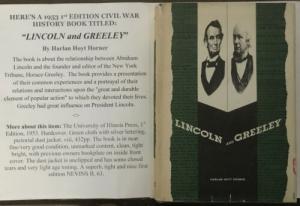 HERE'S A 1953 1st EDITION CIVIL WAR
HISTORY BOOK TITLED:
"LINCOLN and GREELEY"
By Harlan Hoyt Horner
The book is about the relationship between Abraham
Lincoln and the founder and editor of the New York
Tribune, Horace Greeley. The book provides a presentation
of their common experiences and a portrayal of their
relations and interactions upon the "great and durable
element of popular action" to which they devoted their lives.
Greeley had great influence on President Lincoln.
<>
More about this item: The University of Illinois Press, 1st
Edition, 1953. Hardcover. Green cloth with silver lettering,
pictorial dust jacket, viii, 432pp. The book is in near
fine/very good condition, unmarked content, clean, tight
bright, with previous owners bookplate on inside front
cover. The dust jacket is unclipped and has some closed
tears and very light age toning. A superb, tight and nice first
edition NEVINS II, 63.
LINCOLN AND GREELEY
HARLAN HOYT HORNER